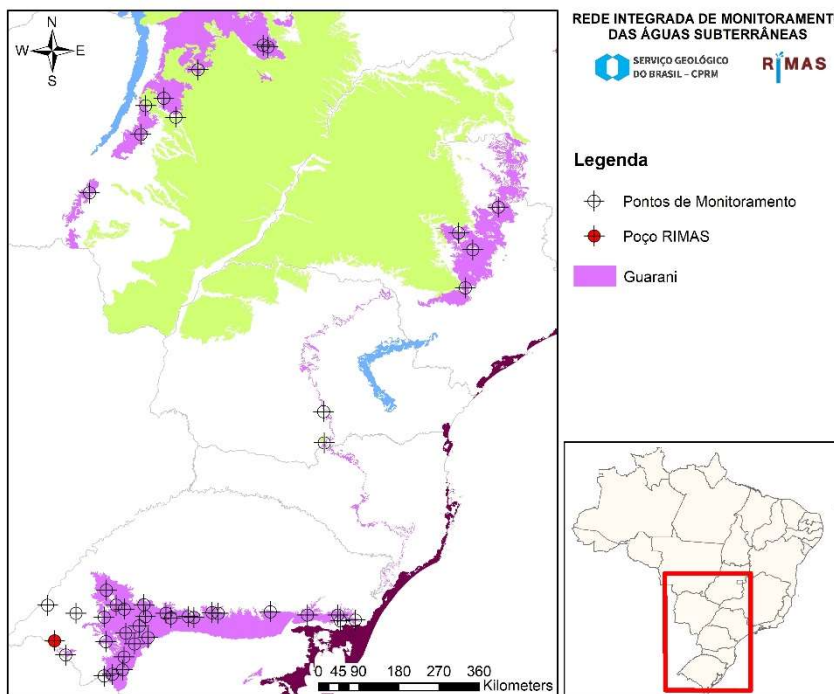 N
W E
S
REDE INTEGRADA DE MONITORAMENT
DAS ÁGUAS SUBTERRÂNEAS
SERVIÇO GEOLÓGICO
DO BRASIL – CPRM
RIMAS
Legenda
Pontos de Monitoramento
Poço RIMAS
Guarani
0 45 90 180 270 360
Kilometers